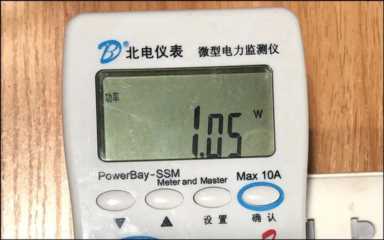 北电仪表 微型电力监测仪
功率
1.05 W
PowerBay-SSM
Meter and Master Max 10A
设置 确认